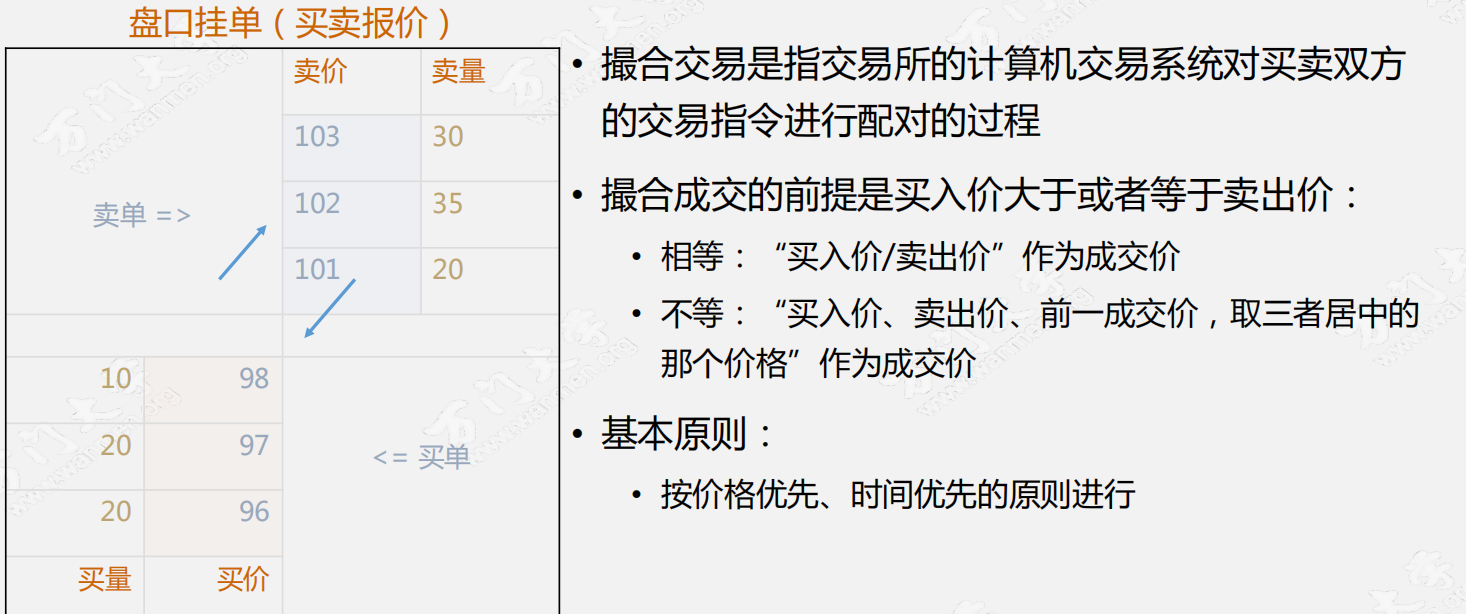 盘口挂单（买卖报价）
卖价 卖量
103 30
102 35
卖单 =>
101 20
10 98
20 97
<= 买单
20 96
买量 买价
• 撮合交易是指交易所的计算机交易系统对买卖双方
的交易指令进行配对的过程
• 撮合成交的前提是买入价大于或者等于卖出价：
• 相等：“买入价/卖出价”作为成交价
• 不等：“买入价、卖出价、前一成交价，取三者居中的
那个价格”作为成交价
• 基本原则：
• 按价格优先、时间优先的原则进行